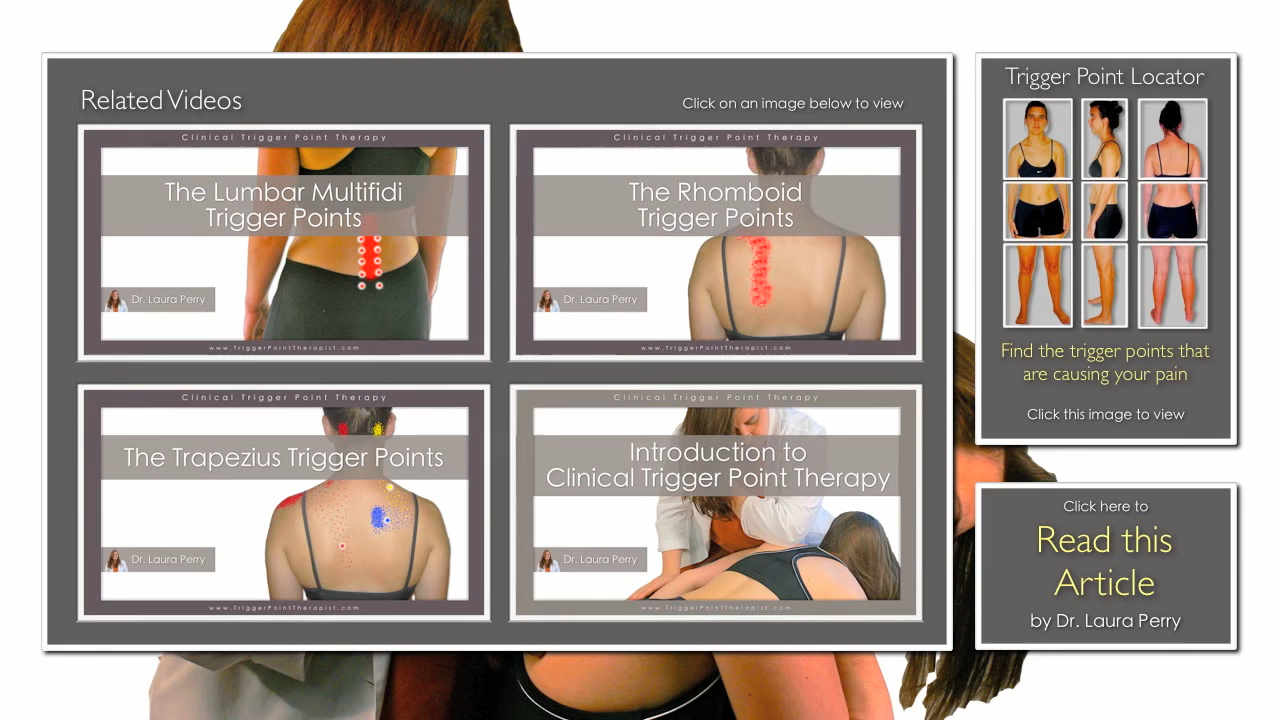 Related Videos
Click on an image below to view
Clinical Trigger Point Therapy
The Lumbar Multifidi
Trigger Points
Dr. Laura Perry
www.TriggerPointTherapist.com
Clinical Trigger Point Therapy
The Rhomboid
Trigger Points
Dr. Laura Perry
www.TriggerPointTherapist.com
Clinical Trigger Point Therapy
The Trapezius Trigger Points
Dr. Laura Perry
www.TriggerPointTherapist.com
Clinical Trigger Point Therapy
Introduction to
Clinical Trigger Point Therapy
Dr. Laura Perry
www.TriggerPointTherapist.com
Trigger Point Locator
Find the trigger points that
are causing your pain
Click this image to view
Click here to
Read this
Article
by Dr. Laura Perry